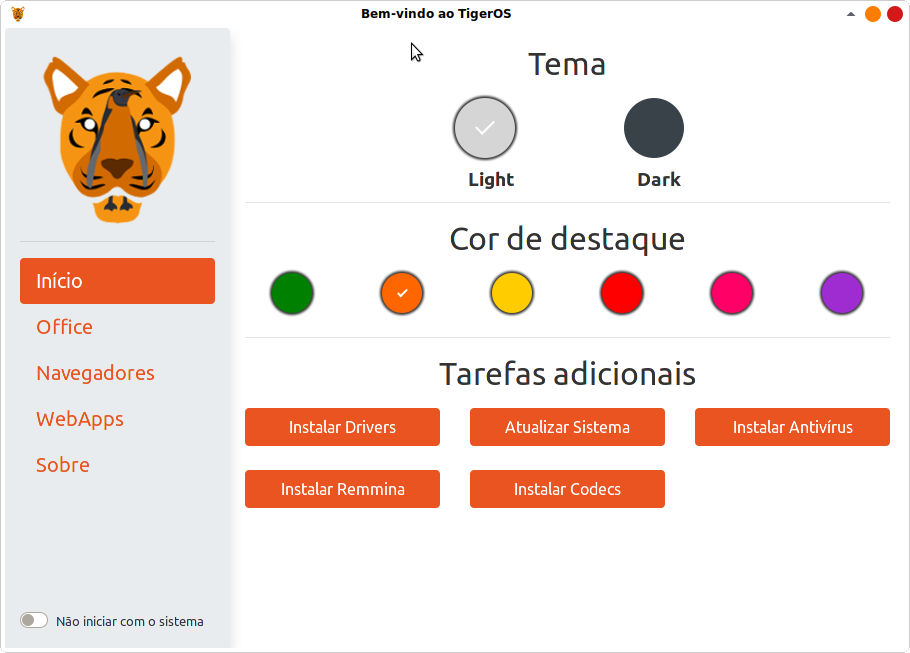 Bem-vindo ao TigerOS
Início
Office
Navegadores
WebApps
Sobre
Não iniciar com o sistema
Tema
Light
Dark
Cor de destaque
Tarefas adicionais
Instalar Drivers
Atualizar Sistema
Instalar Antivírus
Instalar Remmina
Instalar Codecs